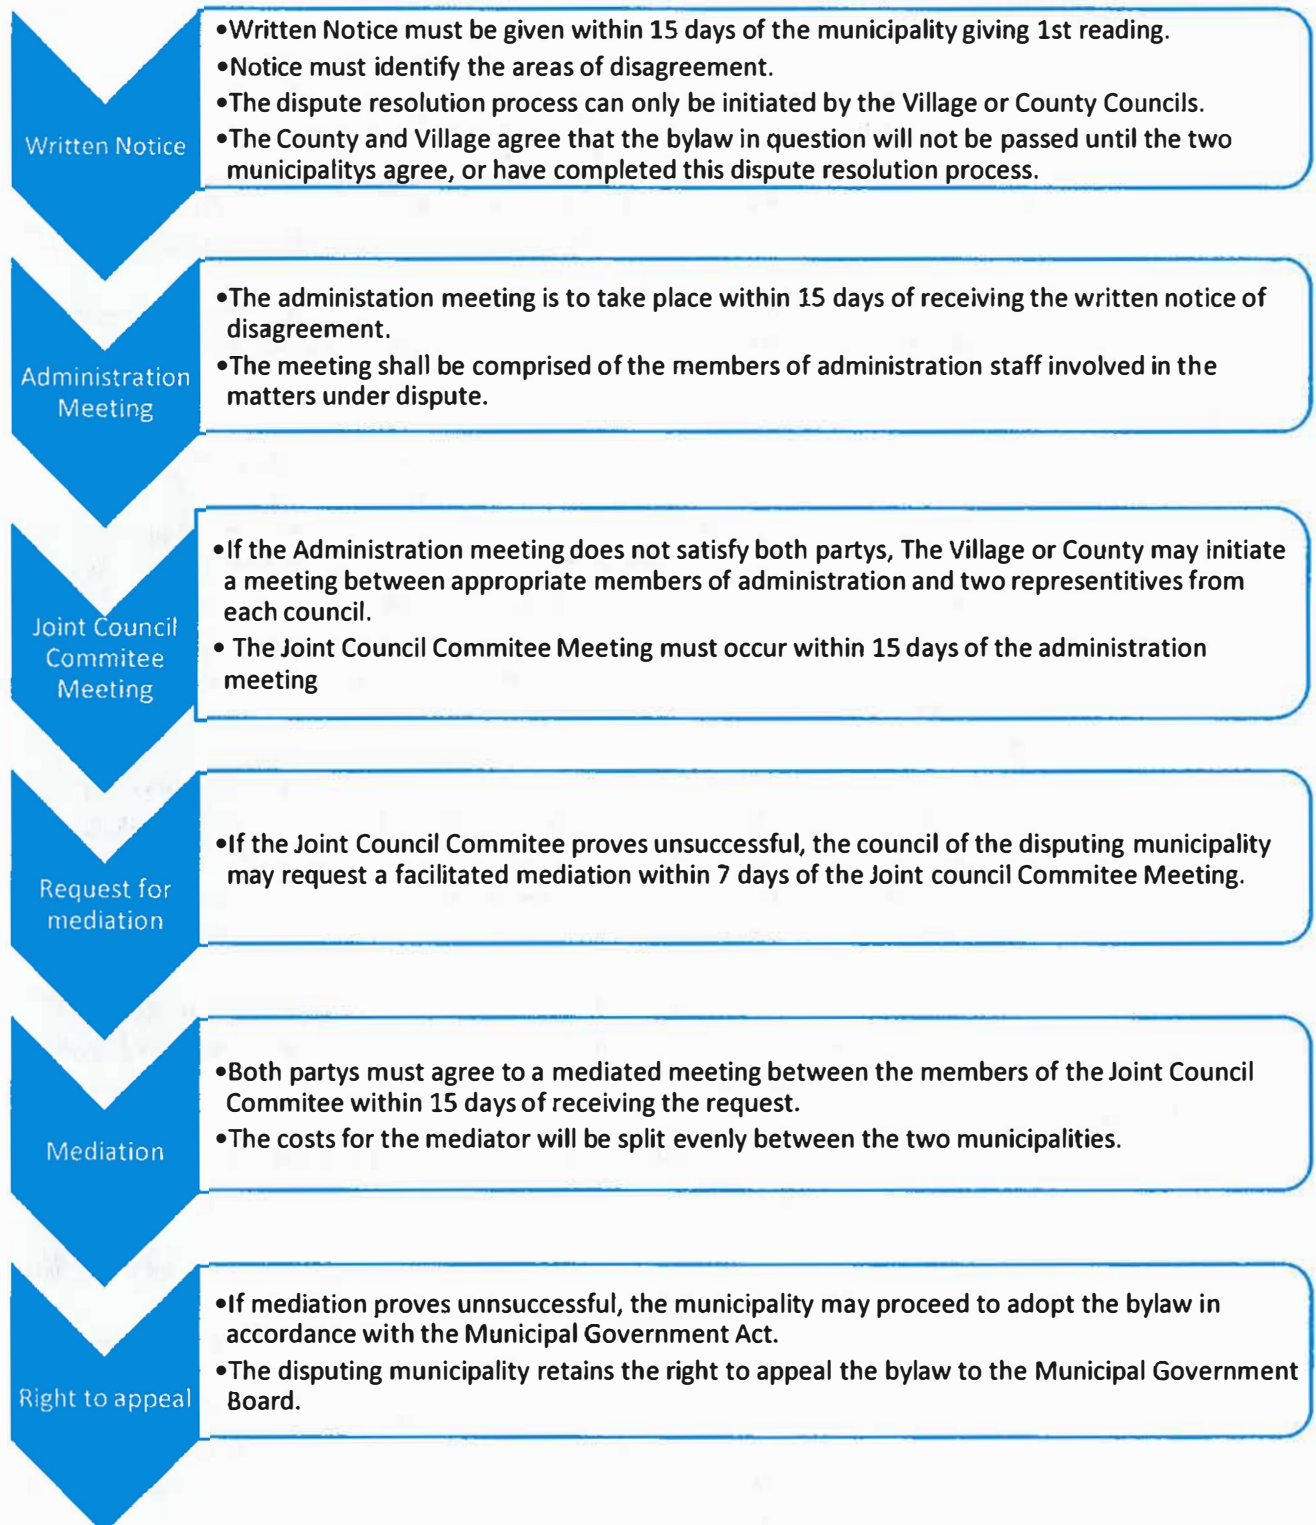 •Written Notice must be given within 15 days of the municipality giving 1st reading.
•Notice must identify the areas of disagreement.
•The dispute resolution process can only be initiated by the Village or County Councils.
•The County and Village agree that the bylaw in question will not be passed until the two
municipalitys agree, or have completed this dispute resolution process.
Written Notice
•The administation meeting is to take place within 15 days of receiving the written notice of
disagreement.
•The meeting shall be comprised of the members of administration staff involved in the
matters under dispute.
Administration
Meeting
•If the Administration meeting does not satisfy both partys, The Village or County may initiate
a meeting between appropriate members of administration and two representitives from
each council.
• The Joint Council Commitee Meeting must occur within 15 days of the administration
meeting
Joint Council
Commitee
Meeting
•If the Joint Council Commitee proves unsuccessful, the council of the disputing municipality
may request a facilitated mediation within 7 days of the Joint council Commitee Meeting.
Request for
mediation
•Both partys must agree to a mediated meeting between the members of the Joint Council
Commitee within 15 days of receiving the request.
•The costs for the mediator will be split evenly between the two municipalities.
Mediation
•If mediation proves unnsuccessful, the municipality may proceed to adopt the bylaw in
accordance with the Municipal Government Act.
•The disputing municipality retains the right to appeal the bylaw to the Municipal Government
Board.
Right to appeal